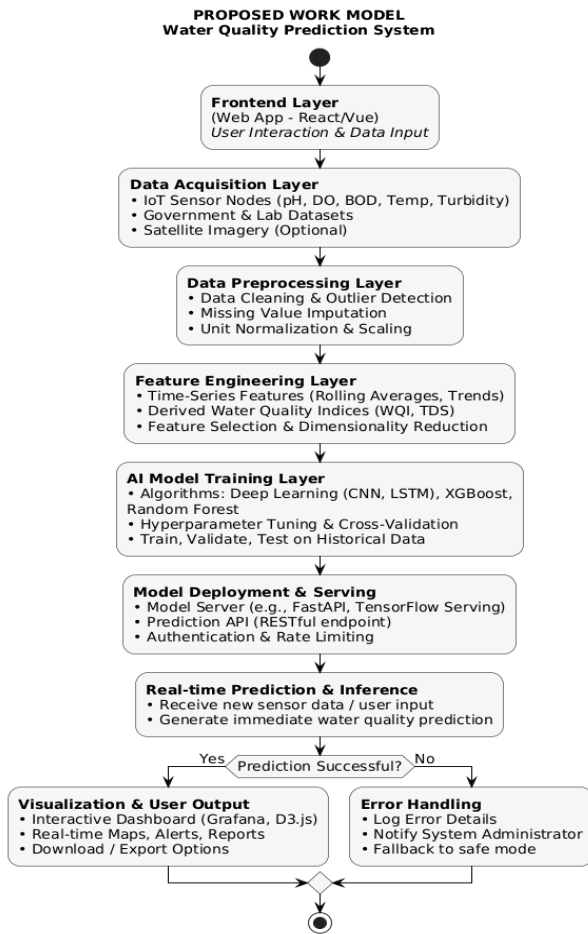 PROPOSED WORK MODEL
Water Quality Prediction System
Frontend Layer
(Web App - React/Vue)
User Interaction & Data Input
Data Acquisition Layer
• IoT Sensor Nodes (pH, DO, BOD, Temp, Turbidity)
• Government & Lab Datasets
• Satellite Imagery (Optional)
Data Preprocessing Layer
• Data Cleaning & Outlier Detection
• Missing Value Imputation
• Unit Normalization & Scaling
Feature Engineering Layer
• Time-Series Features (Rolling Averages, Trends)
• Derived Water Quality Indices (WQI, TDS)
• Feature Selection & Dimensionality Reduction
AI Model Training Layer
• Algorithms: Deep Learning (CNN, LSTM), XGBoost,
Random Forest
• Hyperparameter Tuning & Cross-Validation
• Train, Validate, Test on Historical Data
Model Deployment & Serving
• Model Server (e.g., FastAPI, TensorFlow Serving)
• Prediction API (RESTful endpoint)
• Authentication & Rate Limiting
Real-time Prediction & Inference
• Receive new sensor data / user input
• Generate immediate water quality prediction
Yes
Prediction Successful?
No
Visualization & User Output
• Interactive Dashboard (Grafana, D3.js)
• Real-time Maps, Alerts, Reports
• Download / Export Options
Error Handling
• Log Error Details
• Notify System Administrator
• Fallback to safe mode